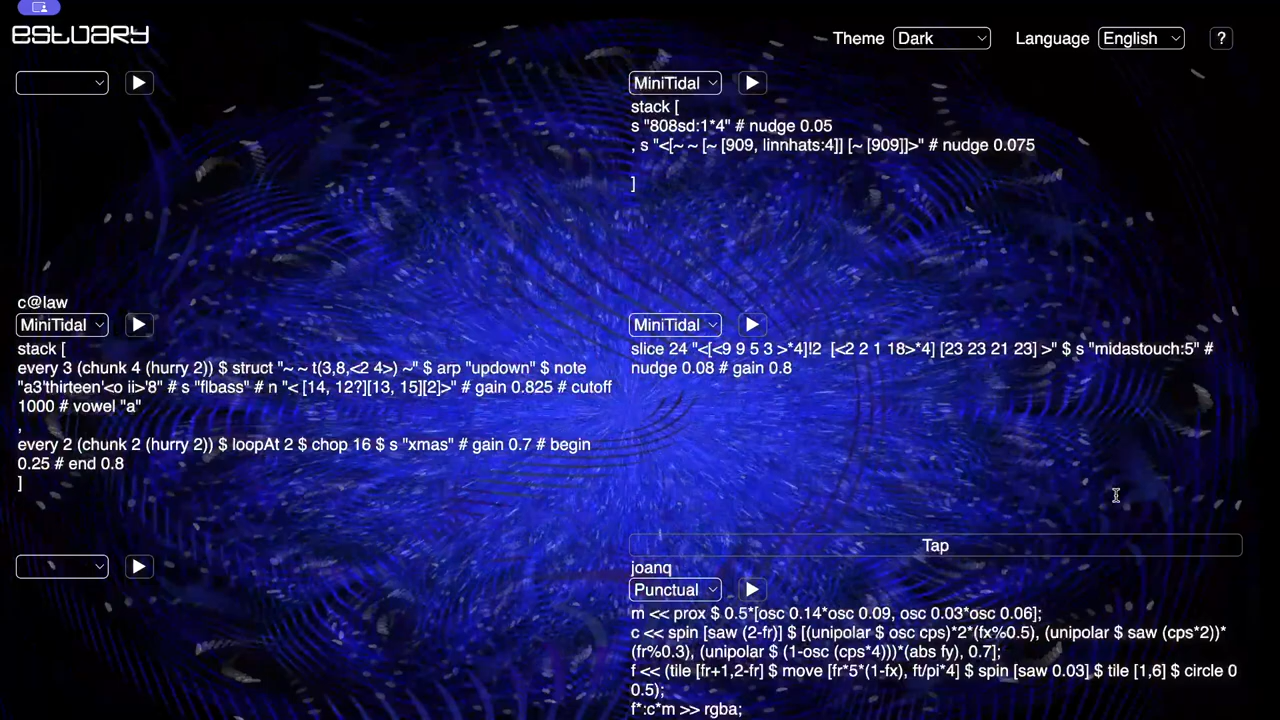 estuary
Theme Dark Language English ?
MiniTidal
stack [
s "808sd:1*4" # nudge 0.05
, s "<[~ ~ [~ [909, linnhats:4]] [~ [909]]>" # nudge 0.075
]
c@law
MiniTidal
stack [
every 3 (chunk 4 (hurry 2)) $ struct "~ ~ t(3,8,<2 4>) ~" $ arp "updown" $ note
"a3'thirteen'<o ii>'8" # s "flbass" # n "< [14, 12?][13, 15][2]>" # gain 0.825 # cutoff
1000 # vowel "a"
,
every 2 (chunk 2 (hurry 2)) $ loopAt 2 $ chop 16 $ s "xmas" # gain 0.7 # begin
0.25 # end 0.8
]
MiniTidal
slice 24 "<[<9 9 5 3 >*4]!2  [<2 2 1 18>*4] [23 23 21 23] >" $ s "midastouch:5" #
nudge 0.08 # gain 0.8
Tap
joanq
Punctual
m << prox $ 0.5*[osc 0.14*osc 0.09, osc 0.03*osc 0.06];
c << spin [saw (2-fr)] $ [(unipolar $ osc cps)*2*(fx%0.5), (unipolar $ saw (cps*2))*
(fr%0.3), (unipolar $ (1-osc (cps*4)))*(abs fy), 0.7];
f << (tile [fr+1,2-fr] $ move [fr*5*(1-fx), ft/pi*4] $ spin [saw 0.03] $ tile [1,6] $ circle 0
0.5);
f*:c*m >> rgba;